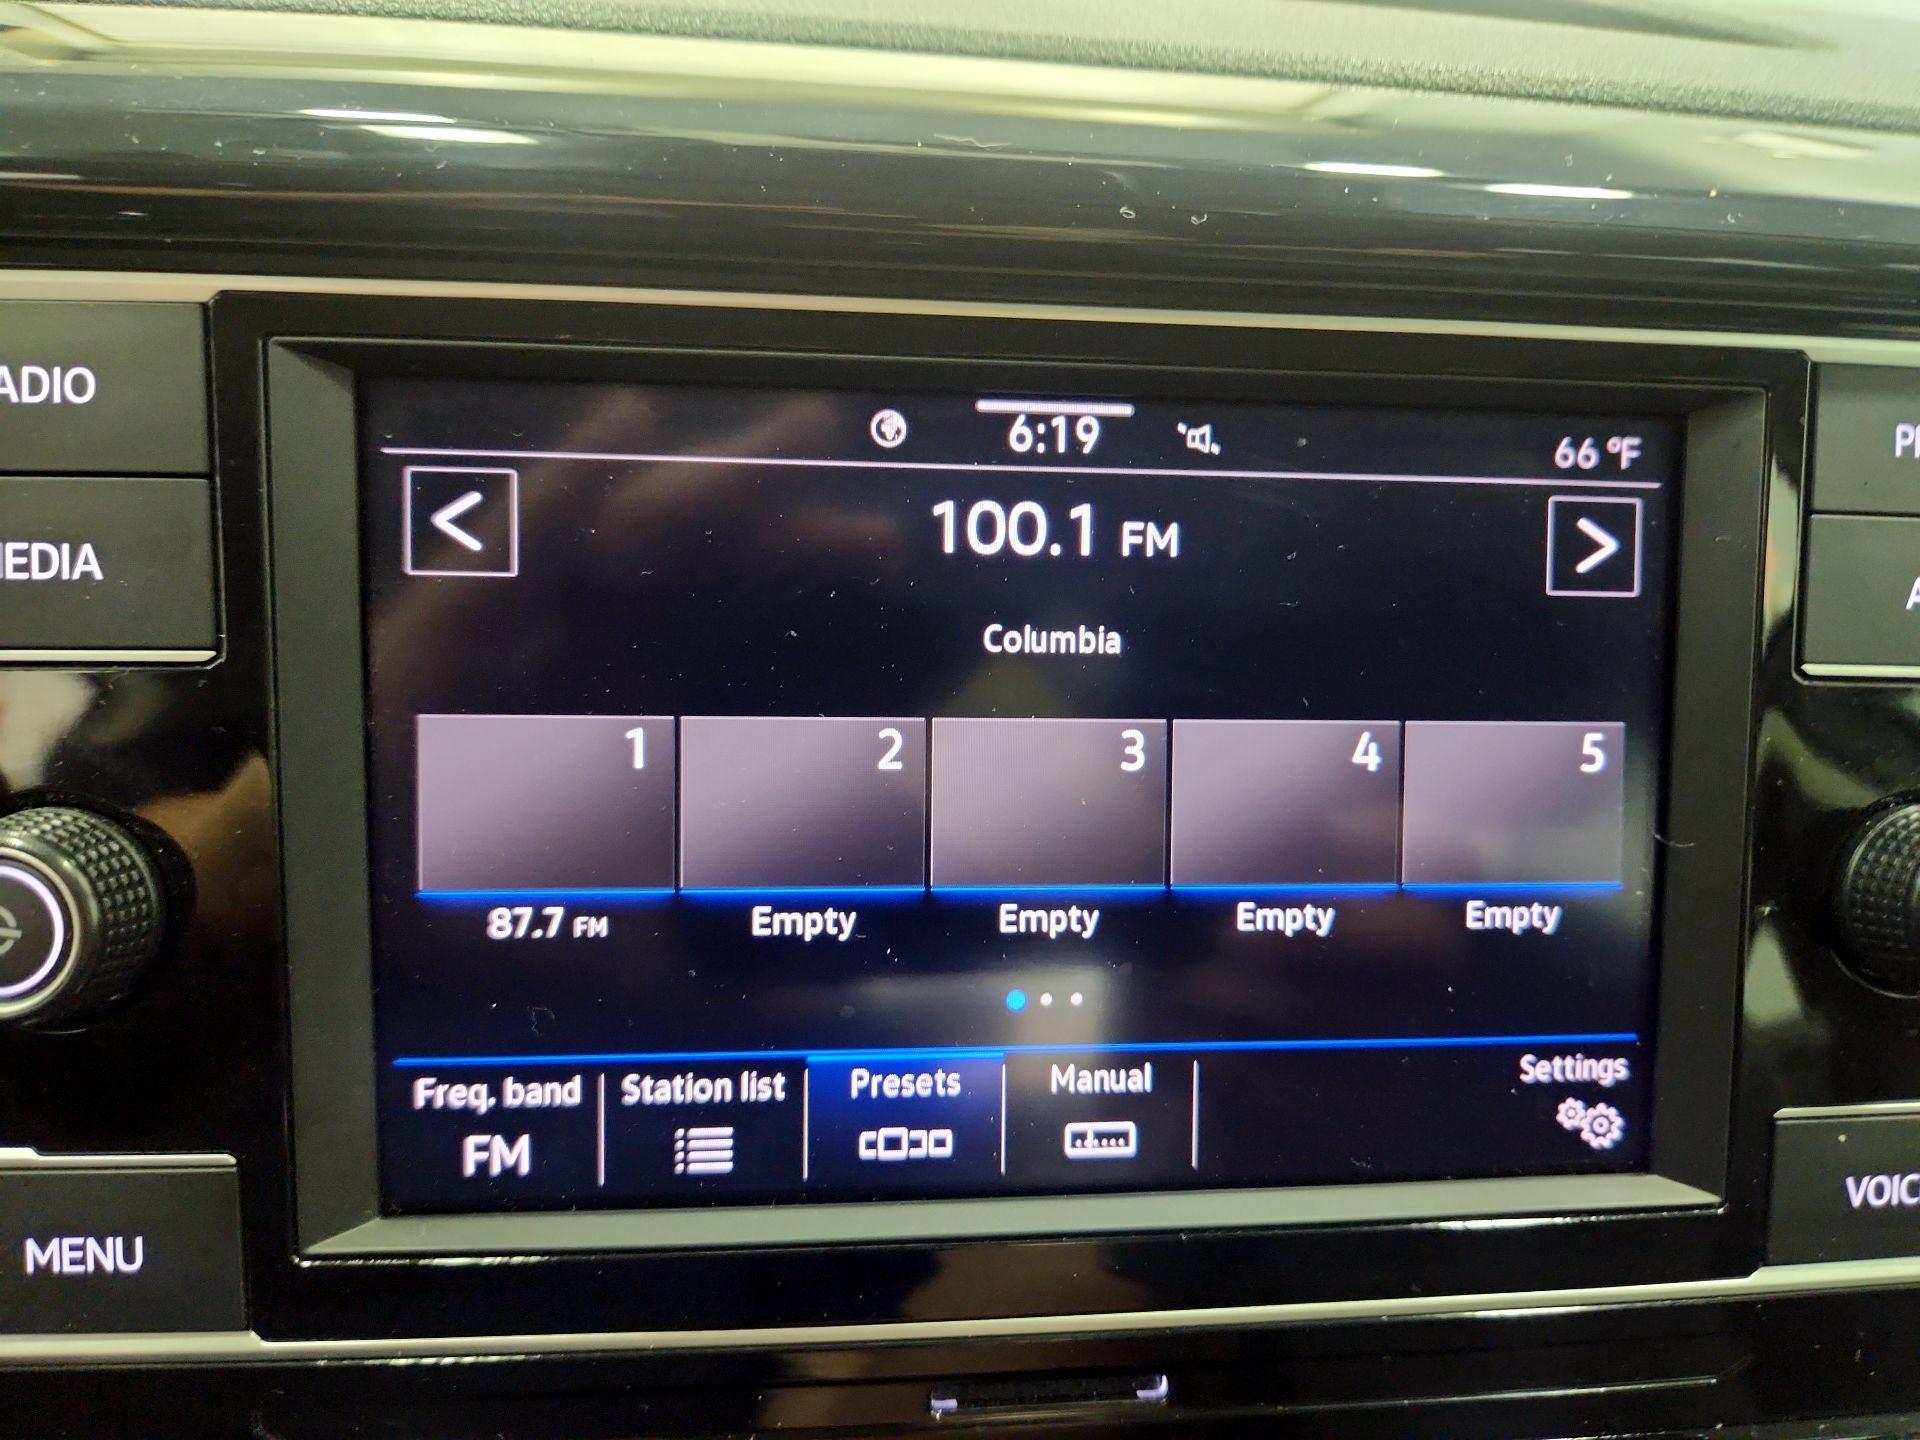 ADIO
MEDIA
MENU
6:19
66 °F
<
100.1 FM
>
Columbia
1
2
3
4
5
87.7 FM
Empty
Empty
Empty
Empty
Freq. band
FM
Station list
Presets
Manual
Settings
VOIC